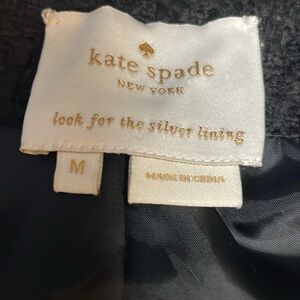 kate spade
NEW YORK
look for the silver lining
M
MADE IN CHINA